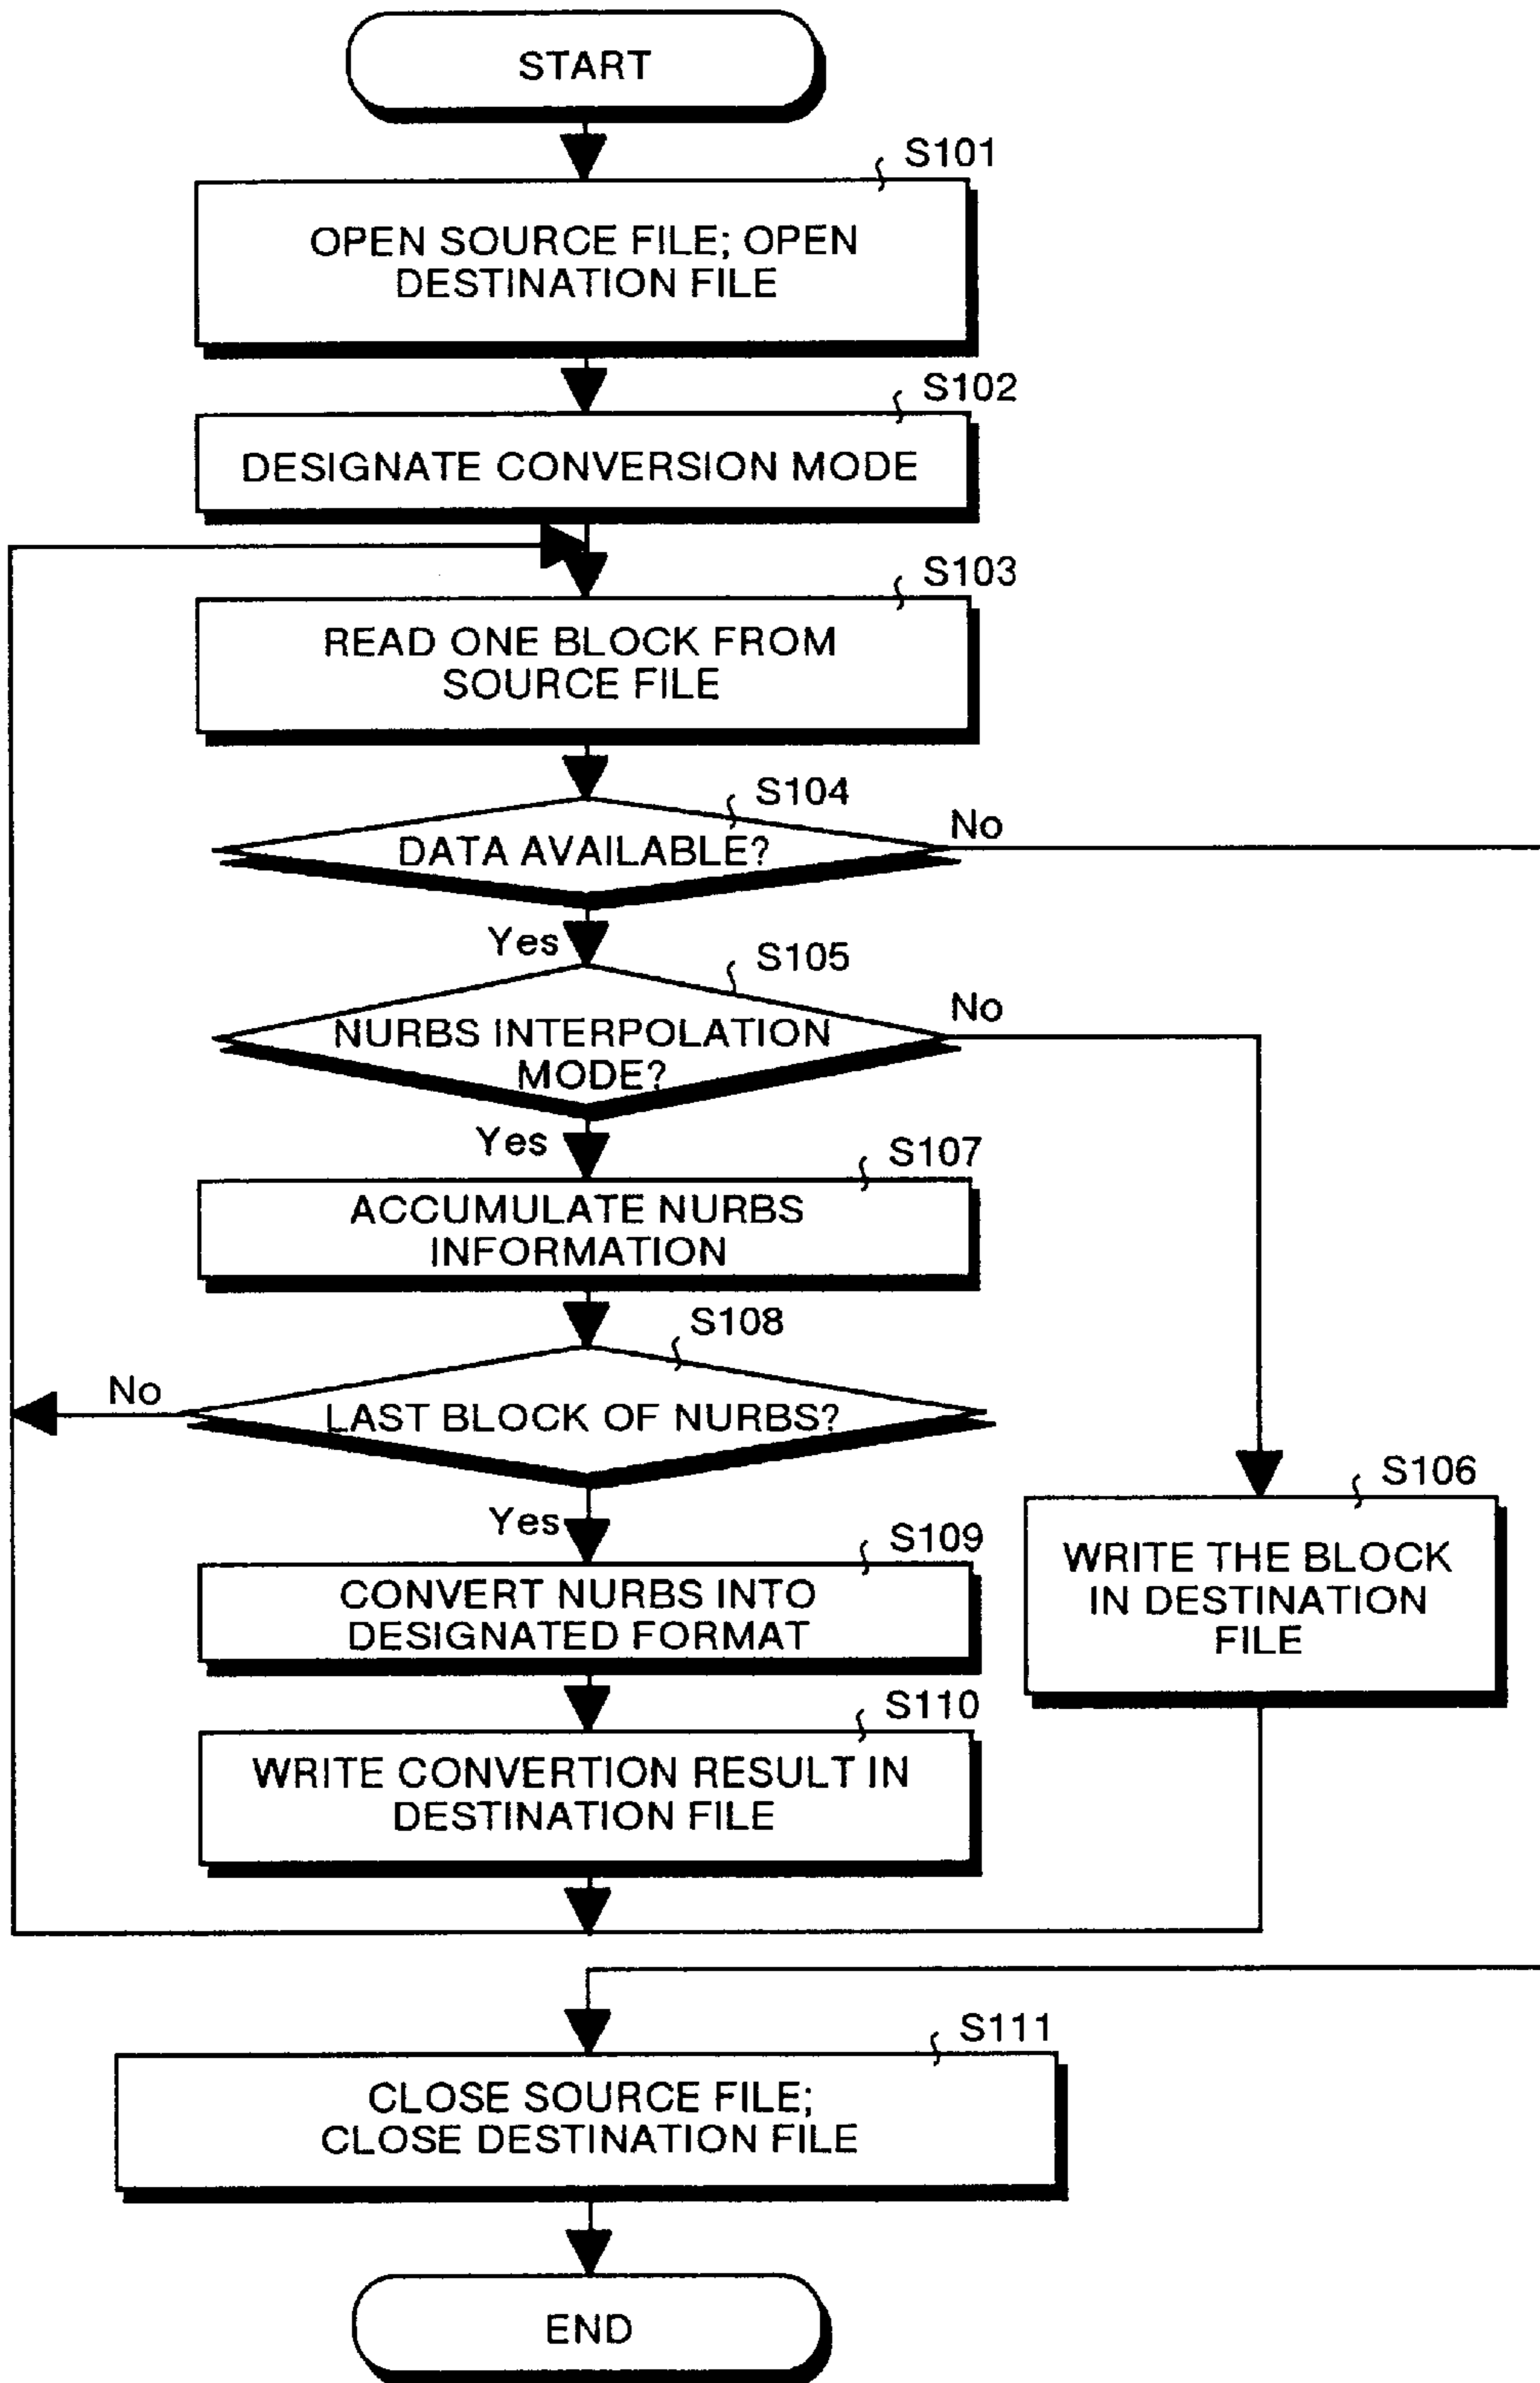 START
S101
OPEN SOURCE FILE; OPEN
DESTINATION FILE
S102
DESIGNATE CONVERSION MODE
S103
READ ONE BLOCK FROM
SOURCE FILE
S104
DATA AVAILABLE?
No
Yes
S105
NURBS INTERPOLATION
MODE?
No
Yes
S107
ACCUMULATE NURBS
INFORMATION
S108
LAST BLOCK OF NURBS?
No
Yes
S106
WRITE THE BLOCK
IN DESTINATION
FILE
S109
CONVERT NURBS INTO
DESIGNATED FORMAT
S110
WRITE CONVERTION RESULT IN
DESTINATION FILE
S111
CLOSE SOURCE FILE;
CLOSE DESTINATION FILE
END